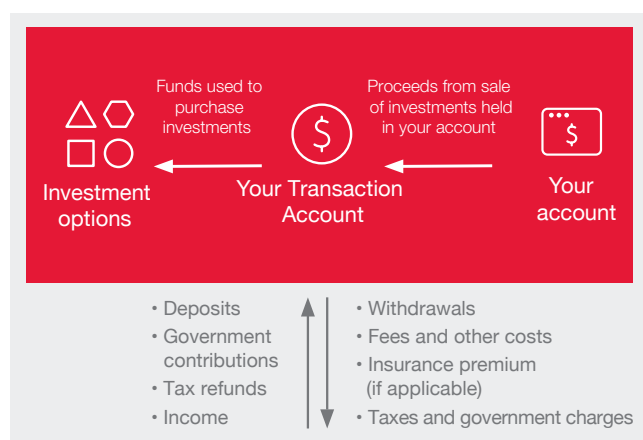 Funds used to
purchase
investments
Proceeds from sale
of investments held
in your account
$
$
Investment
options
Your Transaction
Account
Your
account
• Deposits
• Government
contributions
• Tax refunds
• Income
• Withdrawals
• Fees and other costs
• Insurance premium
(if applicable)
• Taxes and government charges